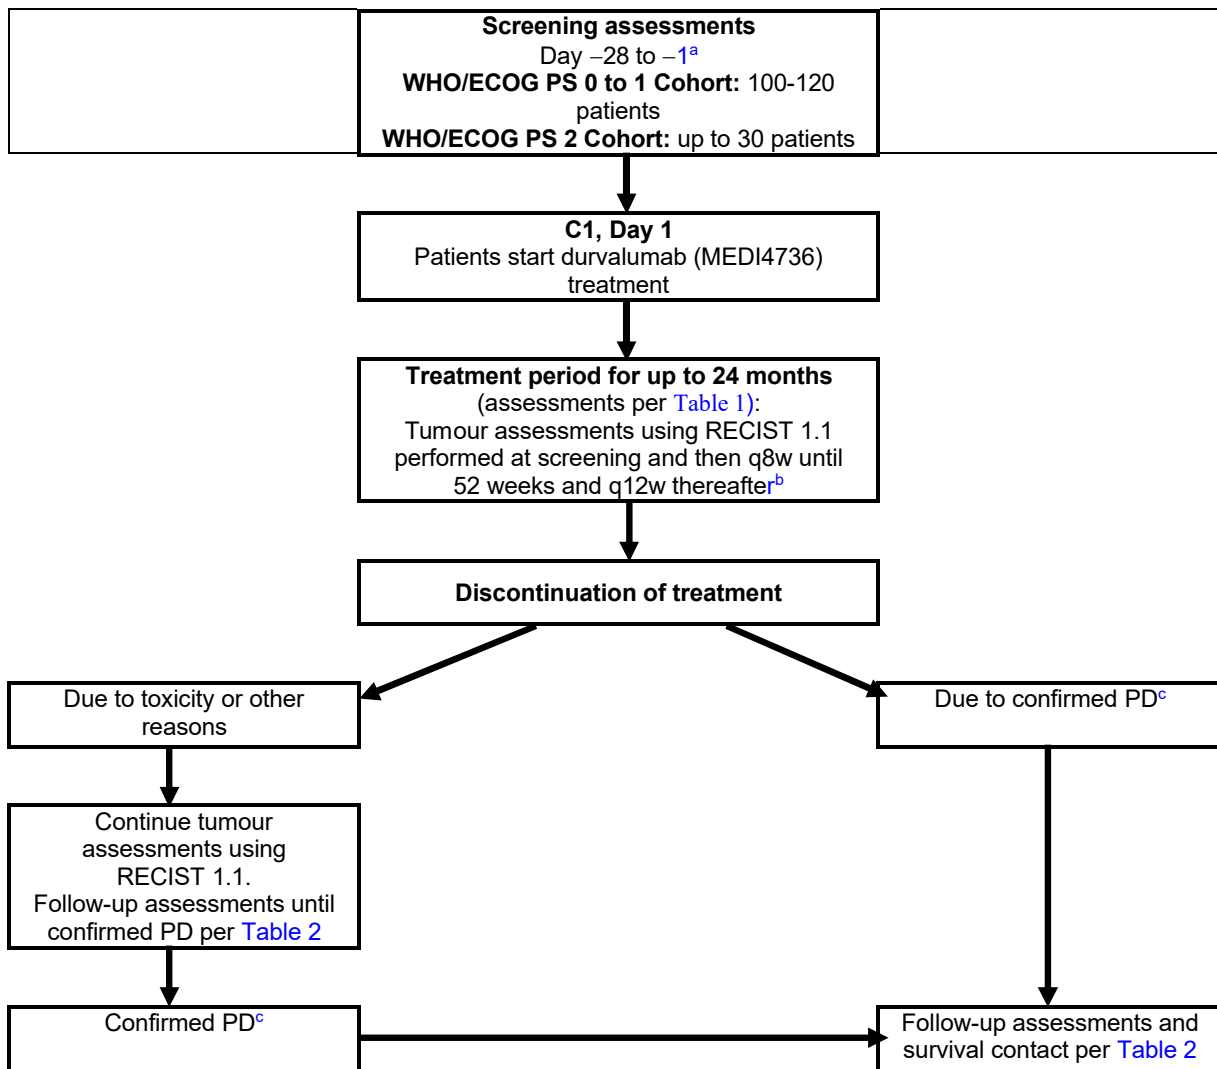 Screening assessments
Day −28 to −1a
WHO/ECOG PS 0 to 1 Cohort: 100-120
patients
WHO/ECOG PS 2 Cohort: up to 30 patients
C1, Day 1
Patients start durvalumab (MEDI4736)
treatment
Treatment period for up to 24 months
(assessments per Table 1):
Tumour assessments using RECIST 1.1
performed at screening and then q8w until
52 weeks and q12w thereafterb
Discontinuation of treatment
Due to toxicity or other
reasons
Due to confirmed PDc
Continue tumour
assessments using
RECIST 1.1.
Follow-up assessments until
confirmed PD per Table 2
Confirmed PDc
Follow-up assessments and
survival contact per Table 2